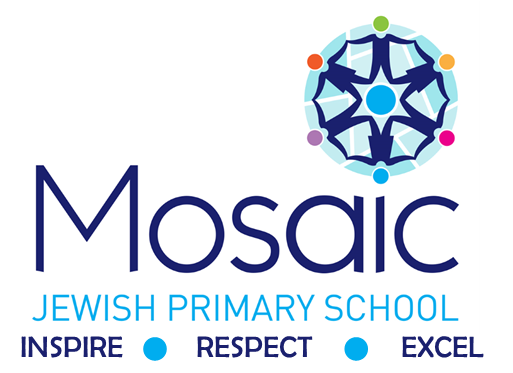 Mosaic
JEWISH PRIMARY SCHOOL
INSPIRE ● RESPECT ● EXCEL